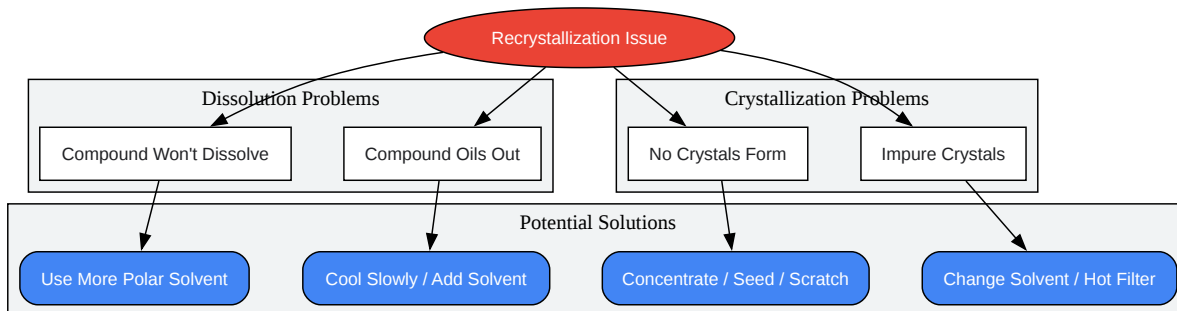 Recrystallization Issue
Dissolution Problems
Crystallization Problems
Compound Won't Dissolve
Compound Oils Out
No Crystals Form
Impure Crystals
Potential Solutions
Use More Polar Solvent
Cool Slowly / Add Solvent
Concentrate / Seed / Scratch
Change Solvent / Hot Filter